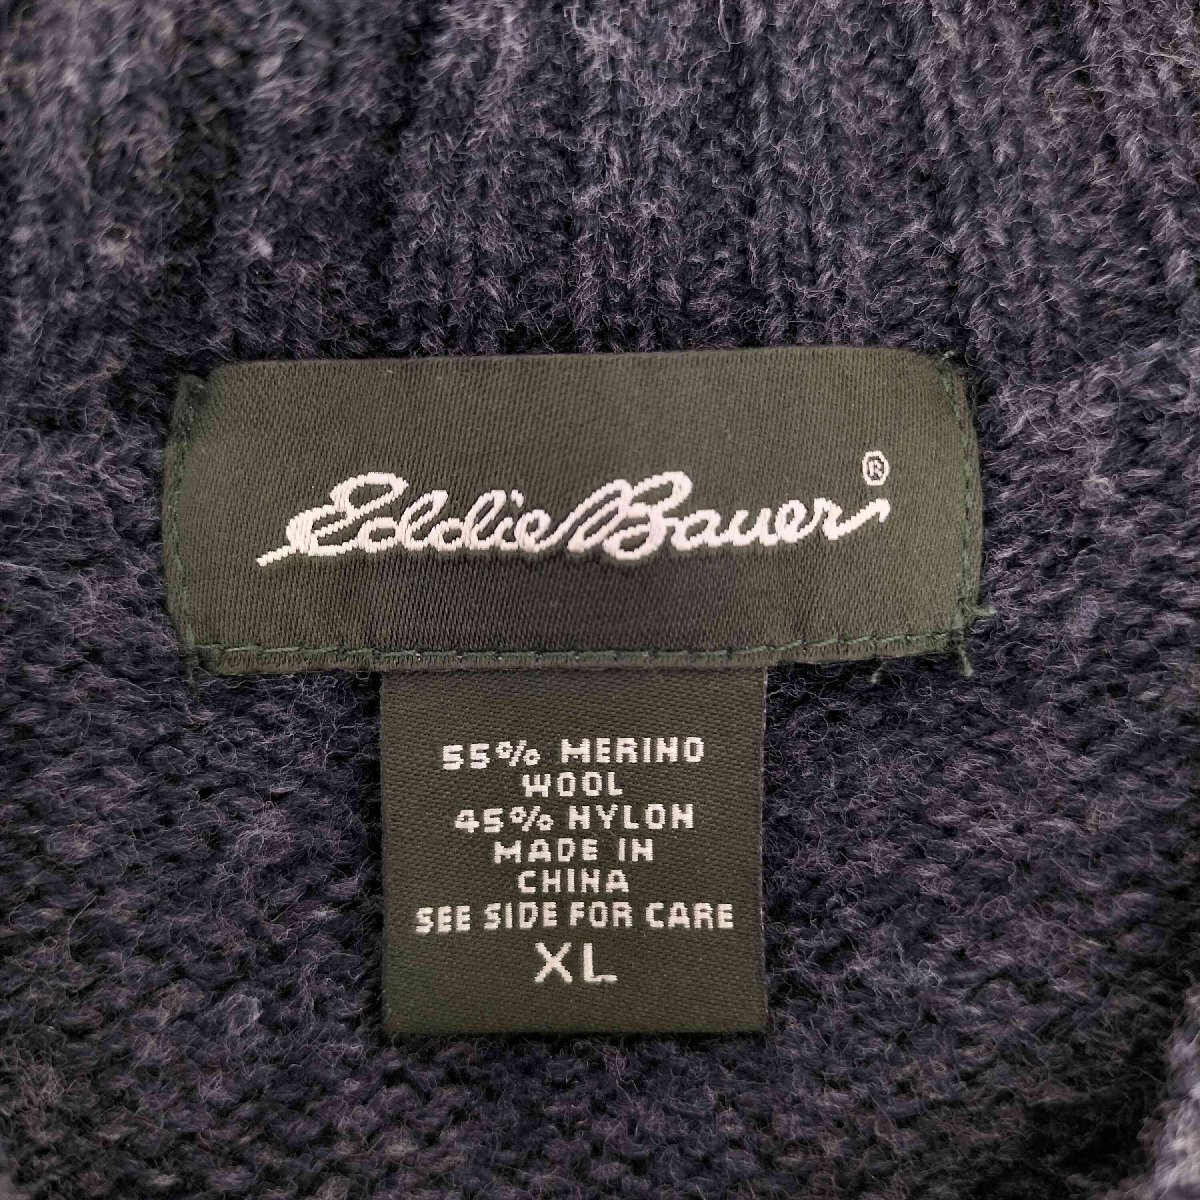 Eddie Bauer®
55% MERINO
WOOL
45% NYLON
MADE IN
CHINA
SEE SIDE FOR CARE
XL